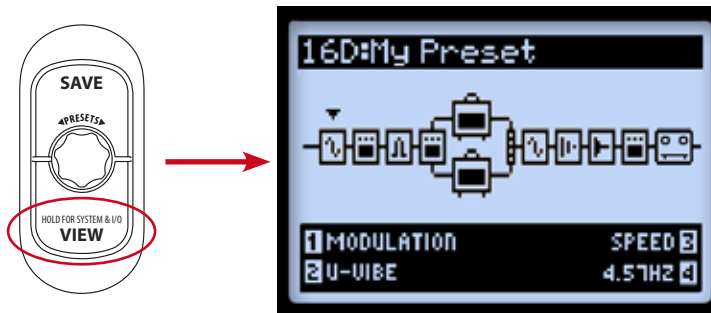 SAVE
◀PRESETS▶
HOLD FOR SYSTEM & I/O
VIEW
16D:My Preset
1 MODULATION SPEED 3
2 U-VIBE 4.57HZ 4